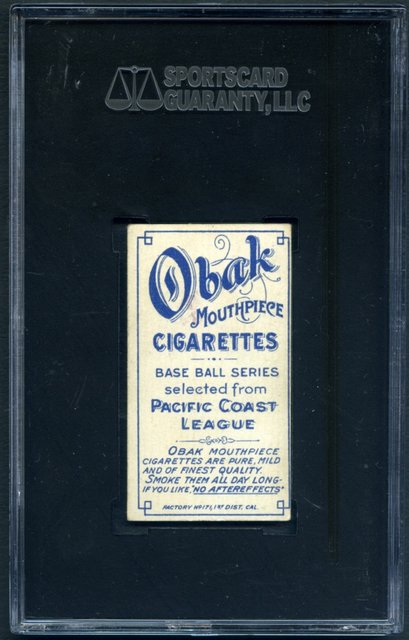 SPORTSCARD
GUARANTY, LLC
Obak
MOUTHPIECE
CIGARETTES
BASE BALL SERIES
selected from
PACIFIC COAST
LEAGUE
OBAK MOUTHPIECE
CIGARETTES ARE PURE, MILD
AND OF FINEST QUALITY.
SMOKE THEM ALL DAY LONG-
IF YOU LIKE, "NO AFTEREFFECTS"
FACTORY Nº 171, 1ST DIST. CAL.